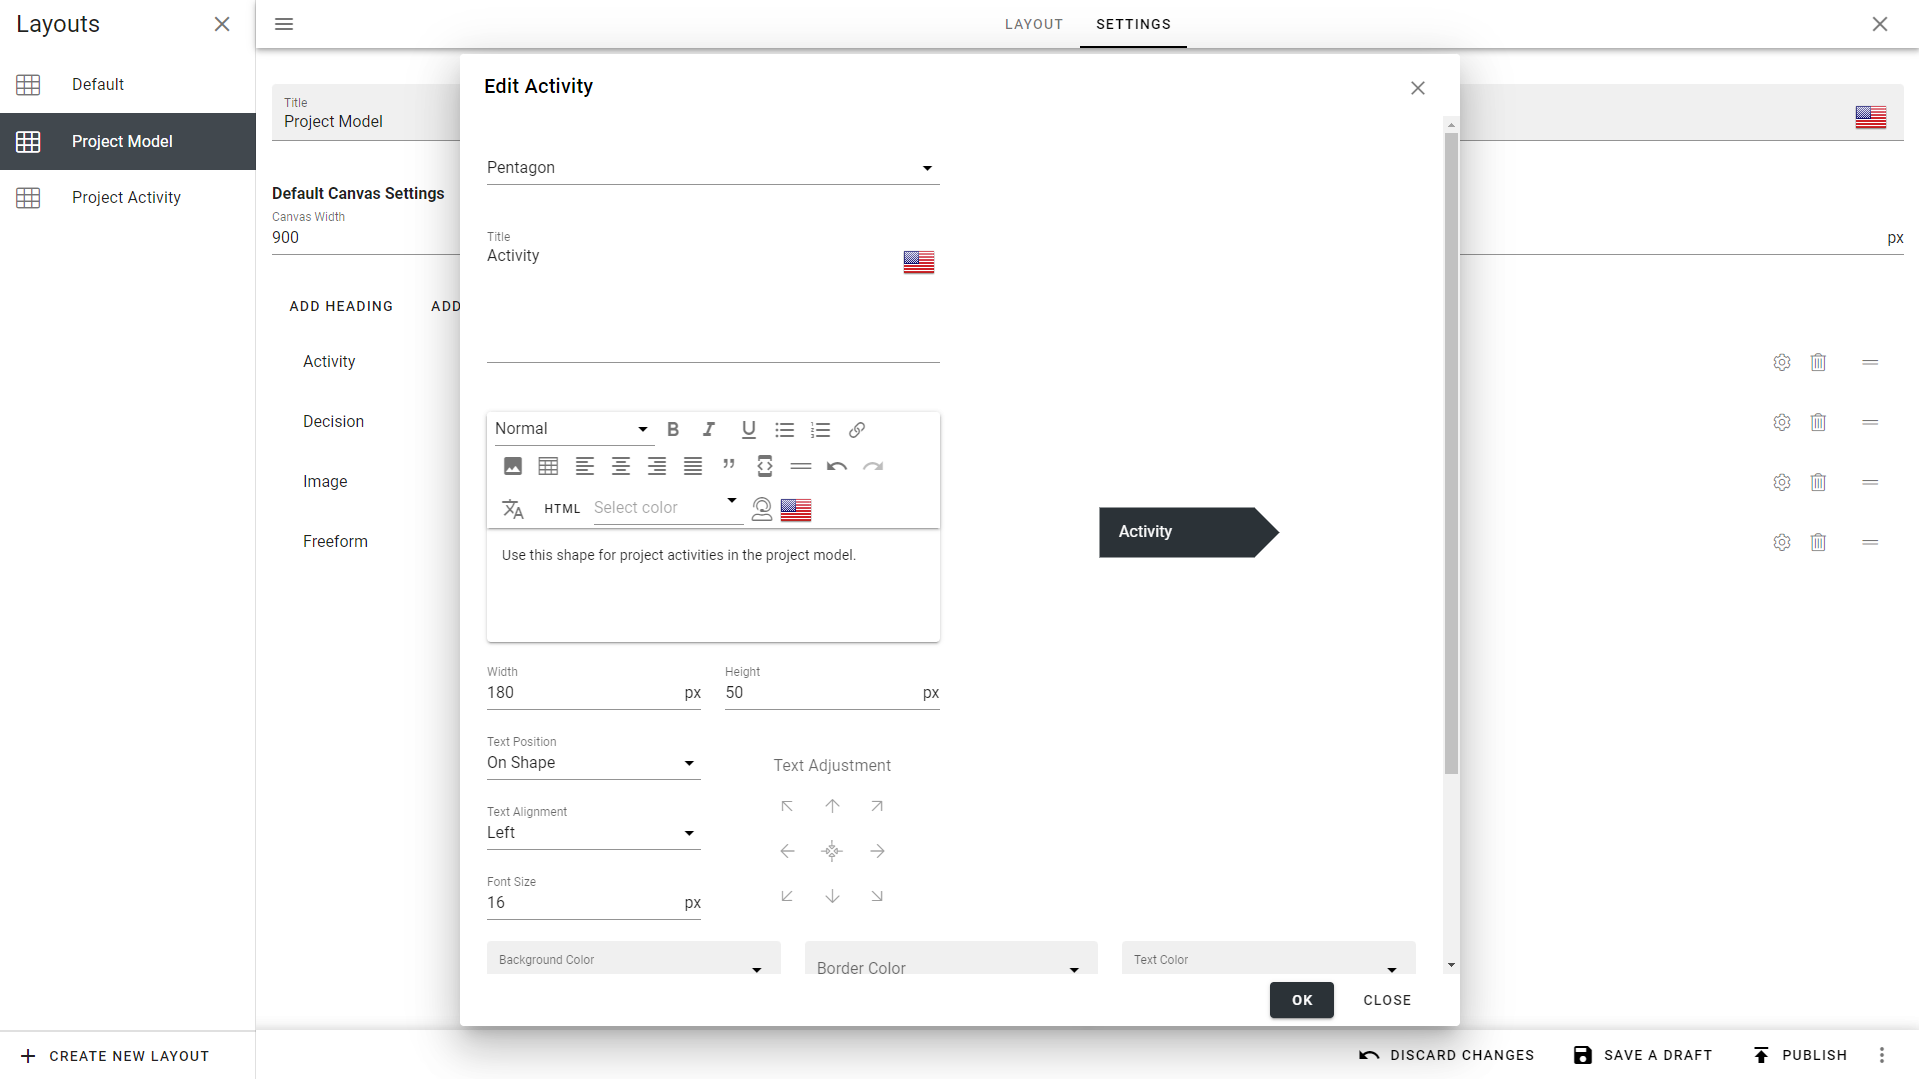 Layouts
LAYOUT
SETTINGS
Default
Project Model
Project Activity
CREATE NEW LAYOUT
Title
Project Model
Default Canvas Settings
Canvas Width
900
px
ADD HEADING
ADD
Activity
Decision
Image
Freeform
Edit Activity
Pentagon
Title
Activity
Normal
HTML
Select color
Use this shape for project activities in the project model.
Activity
Width
180 px
Height
50 px
Text Position
On Shape
Text Adjustment
Text Alignment
Left
Font Size
16 px
Background Color
Border Color
Text Color
OK
CLOSE
DISCARD CHANGES
SAVE A DRAFT
PUBLISH